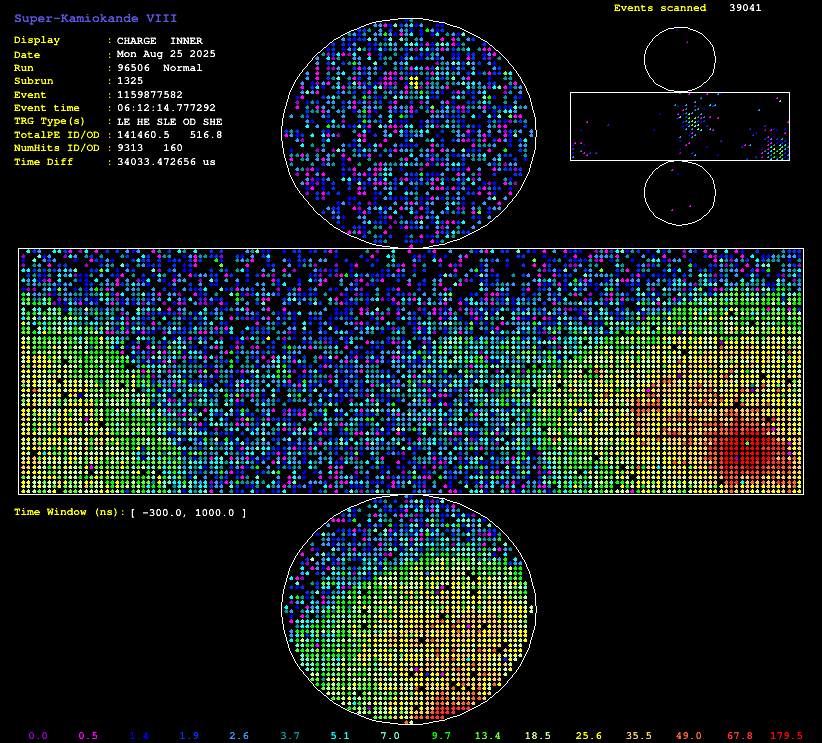 Super-Kamiokande VIII
Events scanned 39041
Display : CHARGE INNER
Date : Mon Aug 25 2025
Run : 96506 Normal
Subrun : 1325
Event : 1159877582
Event time : 06:12:14.777292
TRG Type(s) : LE HE SLE OD SHE
TotalPE ID/OD : 141460.5 516.8
NumHits ID/OD : 9313 160
Time Diff : 34033.472656 us
Time Window (ns): [ -300.0, 1000.0 ]
0.0 0.5 1.4 1.9 2.6 3.7 5.1 7.0 9.7 13.4 18.5 25.6 35.5 49.0 67.8 179.5